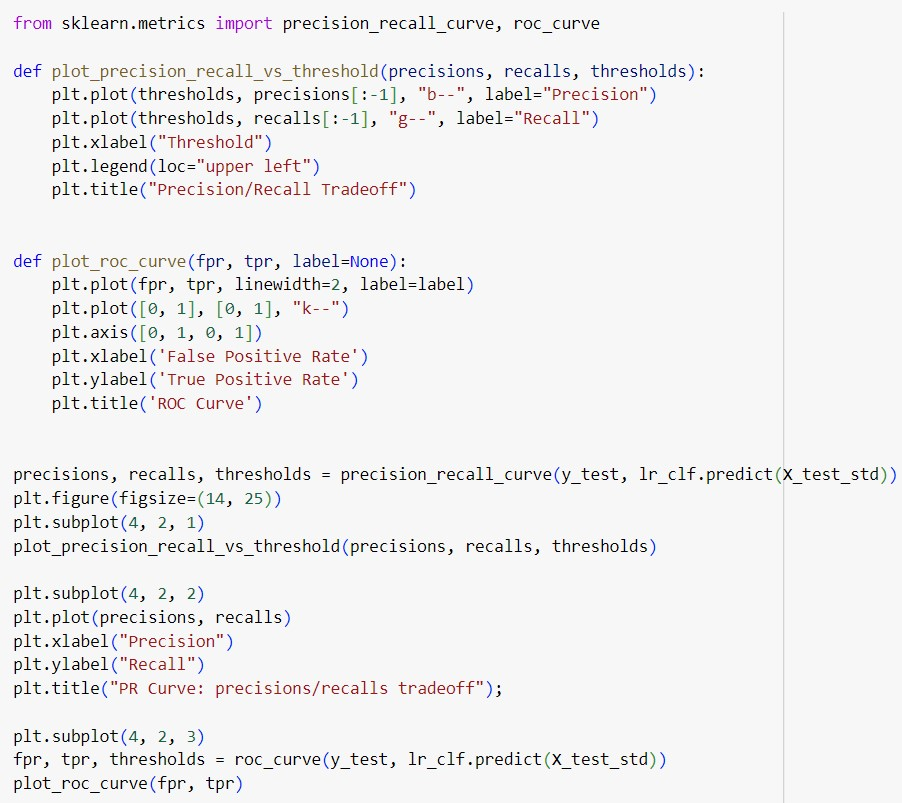 from sklearn.metrics import precision_recall_curve, roc_curve

def plot_precision_recall_vs_threshold(precisions, recalls, thresholds):
    plt.plot(thresholds, precisions[:-1], "b--", label="Precision")
    plt.plot(thresholds, recalls[:-1], "g--", label="Recall")
    plt.xlabel("Threshold")
    plt.legend(loc="upper left")
    plt.title("Precision/Recall Tradeoff")


def plot_roc_curve(fpr, tpr, label=None):
    plt.plot(fpr, tpr, linewidth=2, label=label)
    plt.plot([0, 1], [0, 1], "k--")
    plt.axis([0, 1, 0, 1])
    plt.xlabel('False Positive Rate')
    plt.ylabel('True Positive Rate')
    plt.title('ROC Curve')


precisions, recalls, thresholds = precision_recall_curve(y_test, lr_clf.predict(X_test_std))
plt.figure(figsize=(14, 25))
plt.subplot(4, 2, 1)
plot_precision_recall_vs_threshold(precisions, recalls, thresholds)

plt.subplot(4, 2, 2)
plt.plot(precisions, recalls)
plt.xlabel("Precision")
plt.ylabel("Recall")
plt.title("PR Curve: precisions/recalls tradeoff");

plt.subplot(4, 2, 3)
fpr, tpr, thresholds = roc_curve(y_test, lr_clf.predict(X_test_std))
plot_roc_curve(fpr, tpr)